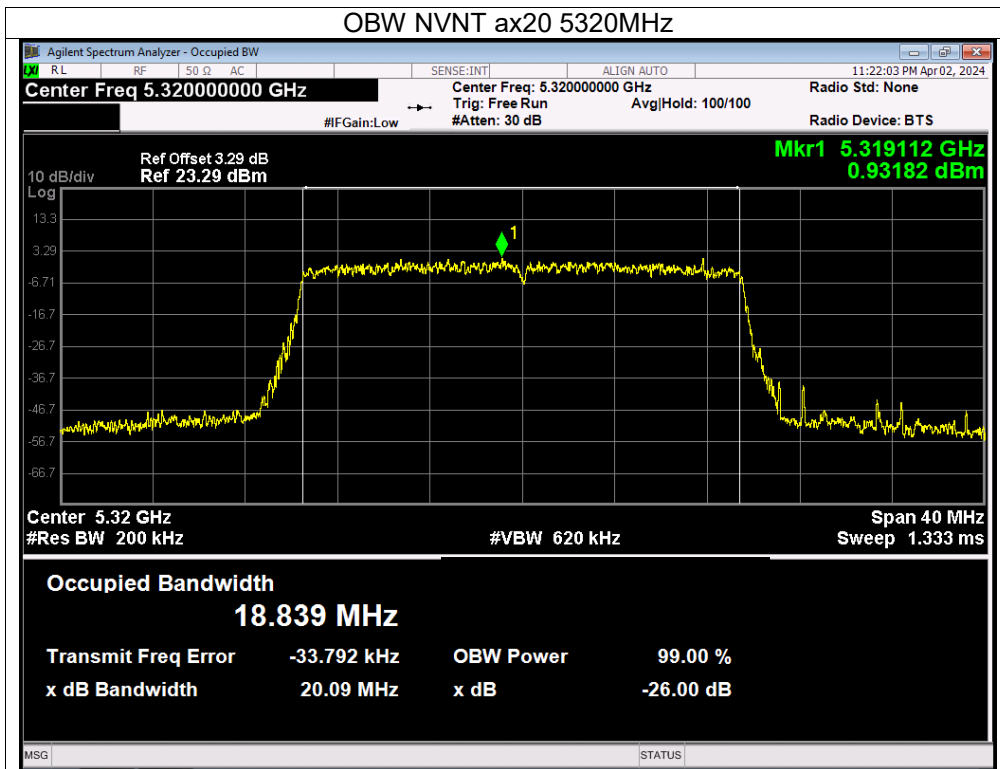 OBW NVNT ax20 5320MHz
Agilent Spectrum Analyzer - Occupied BW
LXI RL RF 50 Ω AC SENSE:INT ALIGN AUTO 11:22:03 PM Apr 02, 2024
Center Freq 5.320000000 GHz Center Freq: 5.320000000 GHz Radio Std: None
Trig: Free Run Avg|Hold: 100/100
#IFGain:Low #Atten: 30 dB Radio Device: BTS
Mkr1 5.319112 GHz
0.93182 dBm
Ref Offset 3.29 dB
10 dB/div Ref 23.29 dBm
Log
13.3
1
3.29
-6.71
-16.7
-26.7
-36.7
-46.7
-56.7
-66.7
Center 5.32 GHz Span 40 MHz
#Res BW 200 kHz #VBW 620 kHz Sweep 1.333 ms
Occupied Bandwidth
18.839 MHz
Transmit Freq Error -33.792 kHz OBW Power 99.00 %
x dB Bandwidth 20.09 MHz x dB -26.00 dB
MSG STATUS